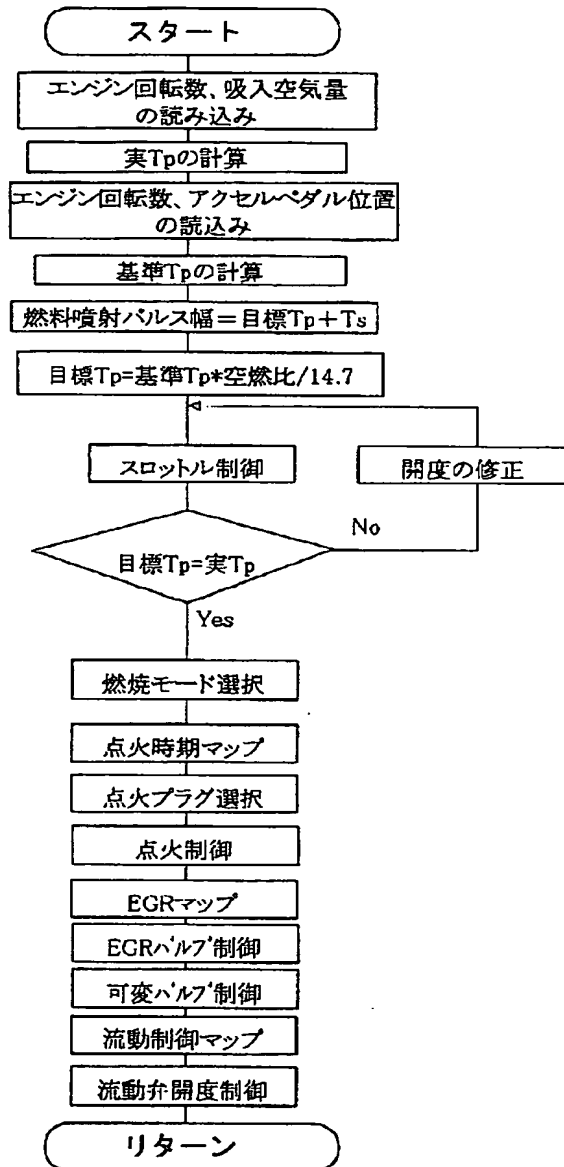 スタート
エンジン回転数、吸入空気量
の読み込み
実Tpの計算
エンジン回転数、アクセルペダル位置
の読込み
基準Tpの計算
燃料噴射パルス幅=目標Tp+Ts
目標Tp=基準Tp*空燃比/14.7
スロットル制御
開度の修正
No
目標Tp=実Tp
Yes
燃焼モード選択
点火時期マップ
点火プラグ選択
点火制御
EGRマップ
EGRバルブ制御
可変バルブ制御
流動制御マップ
流動弁開度制御
リターン